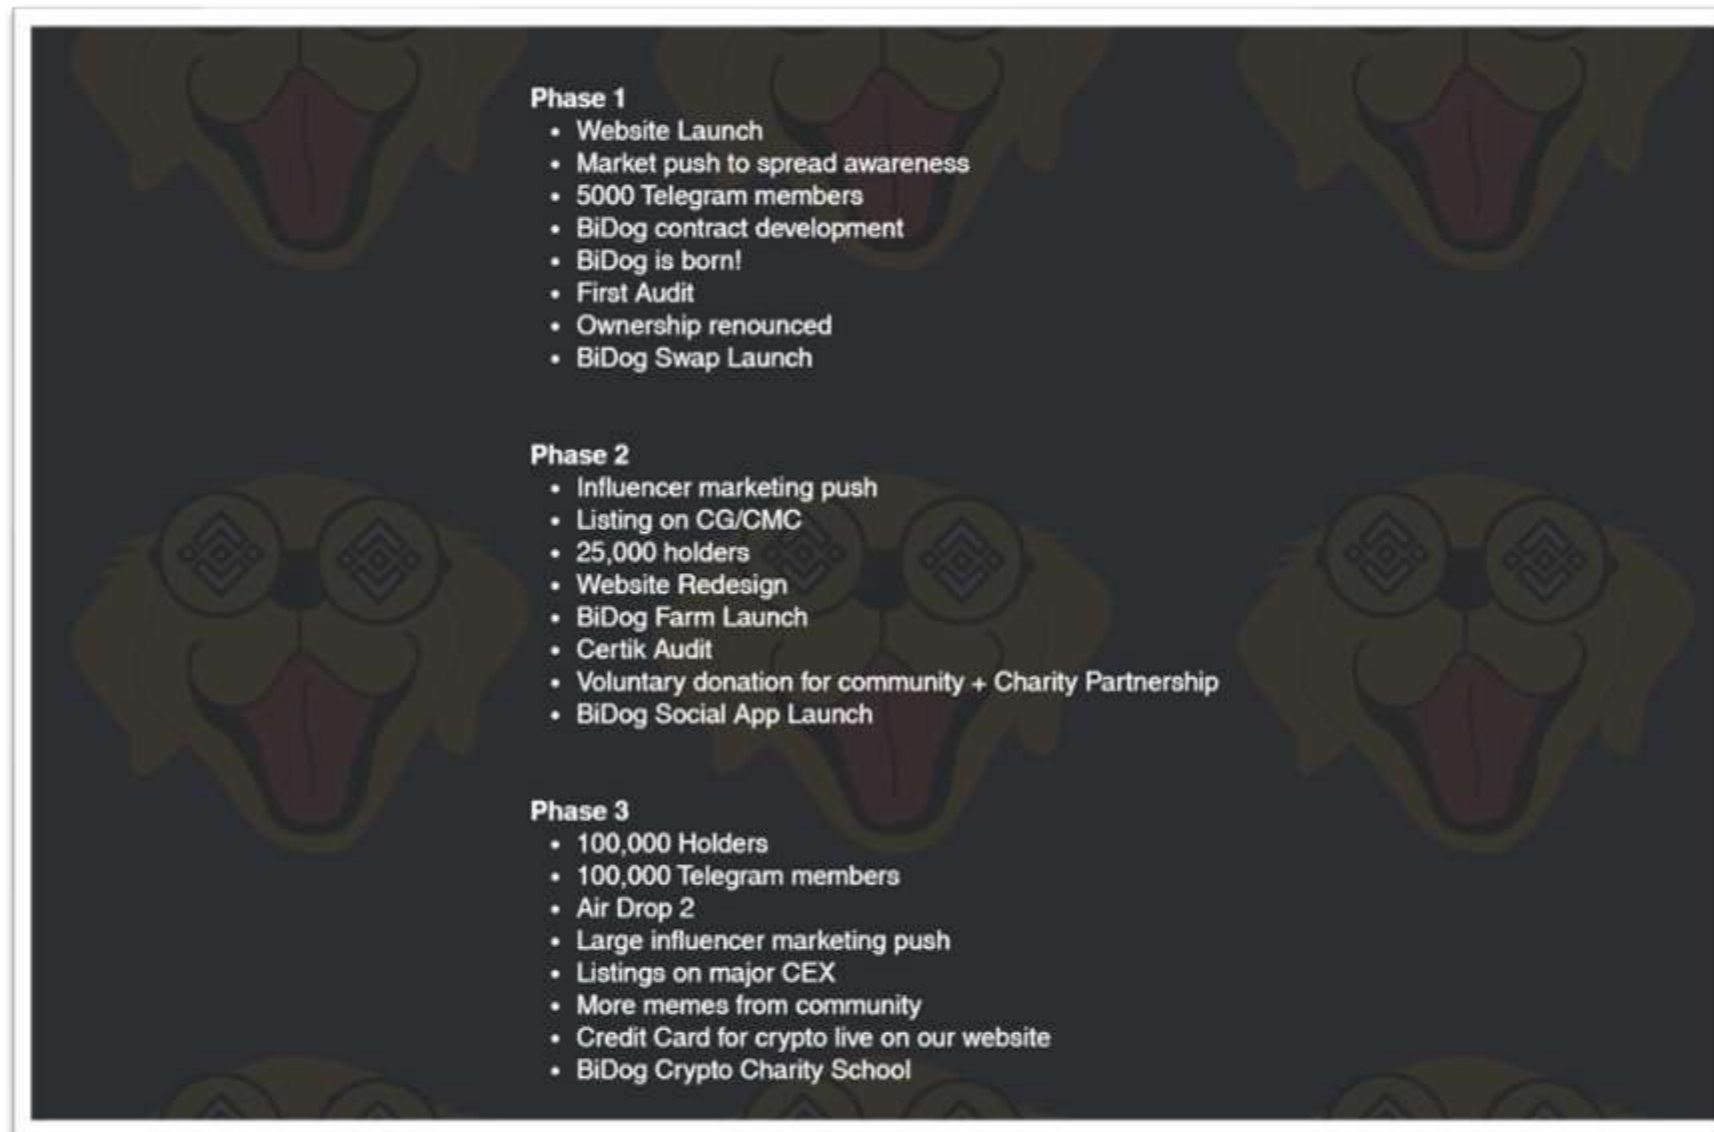 Phase 1
• Website Launch
• Market push to spread awareness
• 5000 Telegram members
• BiDog contract development
• BiDog is born!
• First Audit
• Ownership renounced
• BiDog Swap Launch
Phase 2
• Influencer marketing push
• Listing on CG/CMC
• 25,000 holders
• Website Redesign
• BiDog Farm Launch
• Certik Audit
• Voluntary donation for community + Charity Partnership
• BiDog Social App Launch
Phase 3
• 100,000 Holders
• 100,000 Telegram members
• Air Drop 2
• Large influencer marketing push
• Listings on major CEX
• More memes from community
• Credit Card for crypto live on our website
• BiDog Crypto Charity School